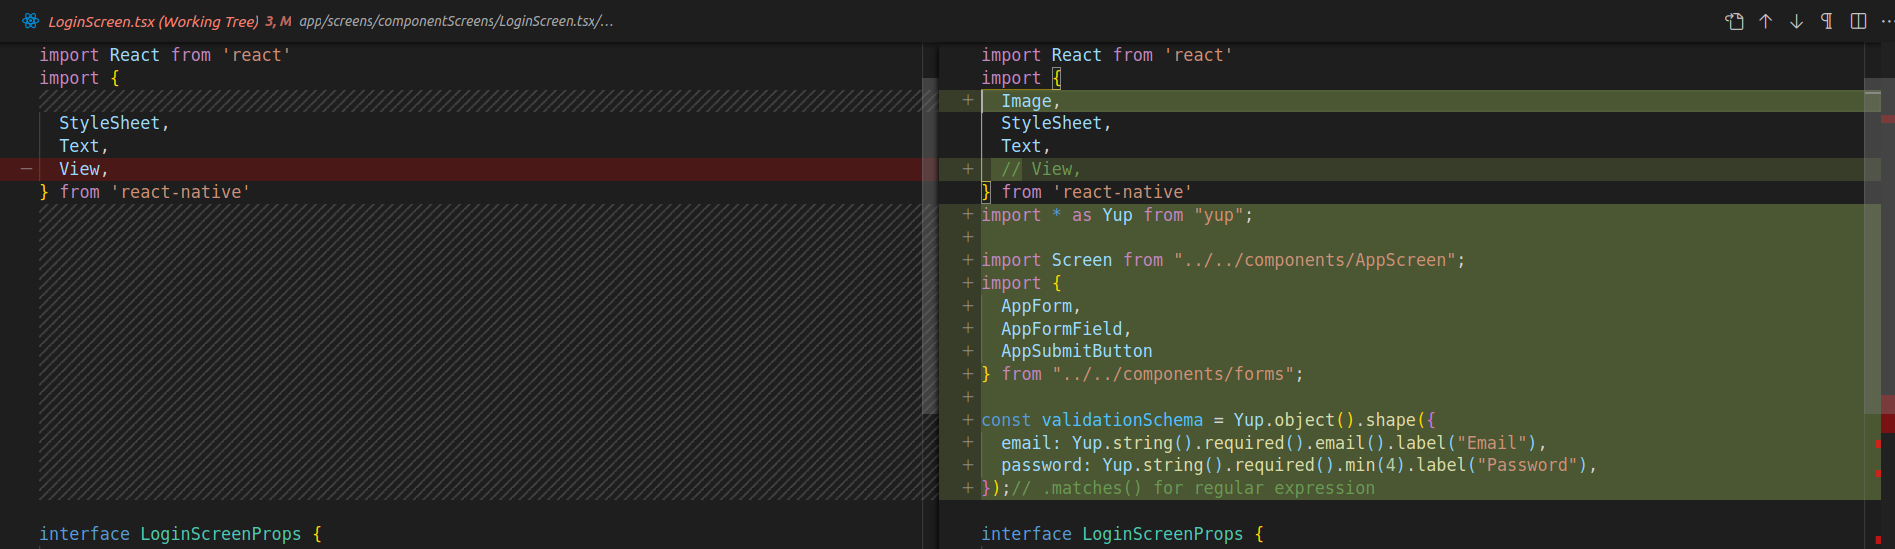 LoginScreen.tsx (Working Tree) 3, M app/screens/componentScreens/LoginScreen.tsx/...
import React from 'react'
import {
  StyleSheet,
  Text,
−   View,
} from 'react-native'
interface LoginScreenProps {
import React from 'react'
import {
+   Image,
  StyleSheet,
  Text,
+   // View,
} from 'react-native'
+ import * as Yup from "yup";
+
+ import Screen from "../../components/AppScreen";
+ import {
+   AppForm,
+   AppFormField,
+   AppSubmitButton
+ } from "../../components/forms";
+
+ const validationSchema = Yup.object().shape({
+   email: Yup.string().required().email().label("Email"),
+   password: Yup.string().required().min(4).label("Password"),
+ });// .matches() for regular expression
interface LoginScreenProps {